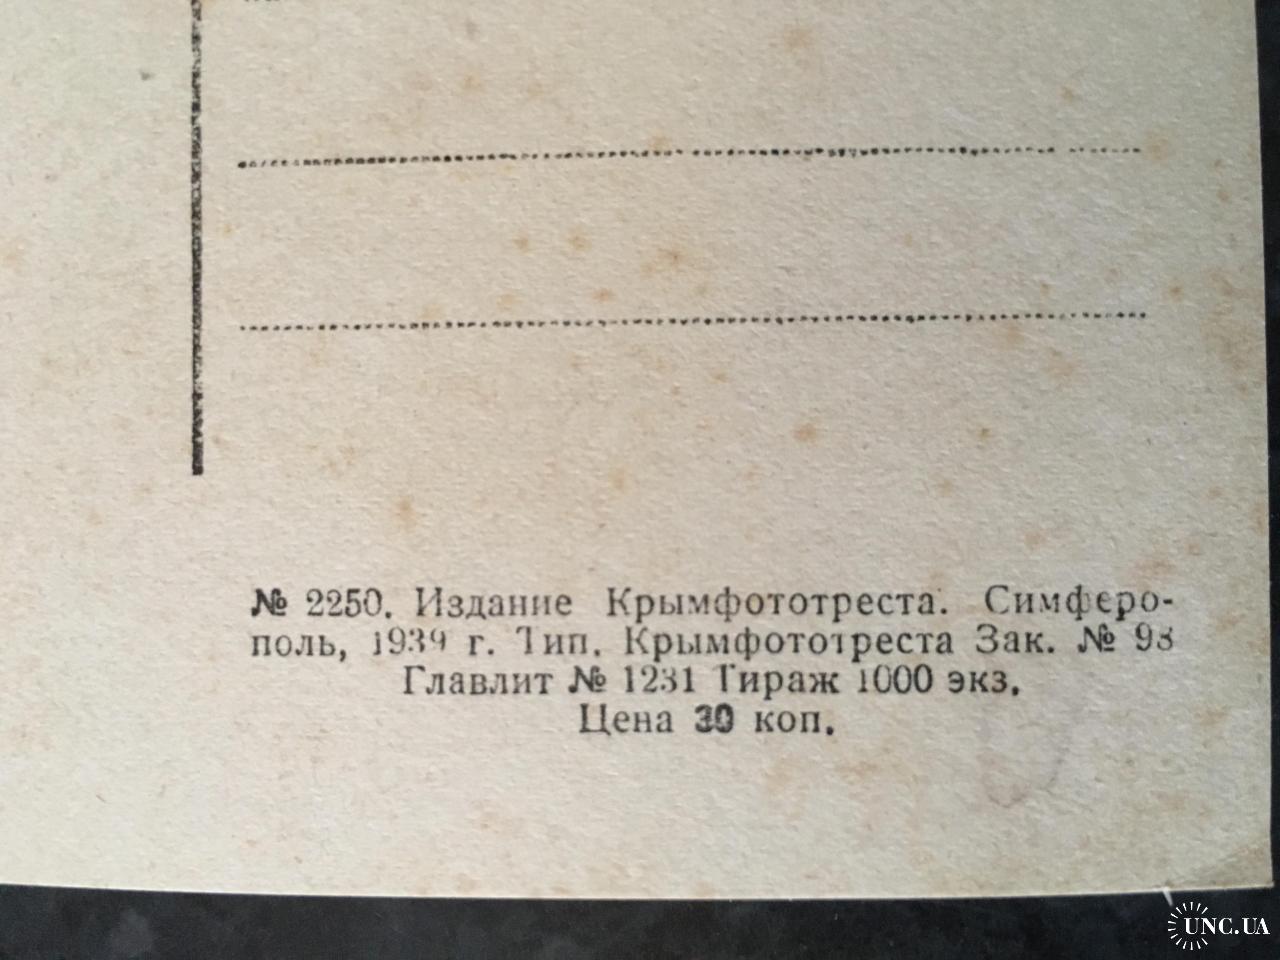 № 2250. Издание Крымфототреста. Симферо-
поль, 1939 г. Тип. Крымфототреста Зак. № 98
Главлит № 1231 Тираж 1000 экз.
Цена 30 коп.
UNC.UA